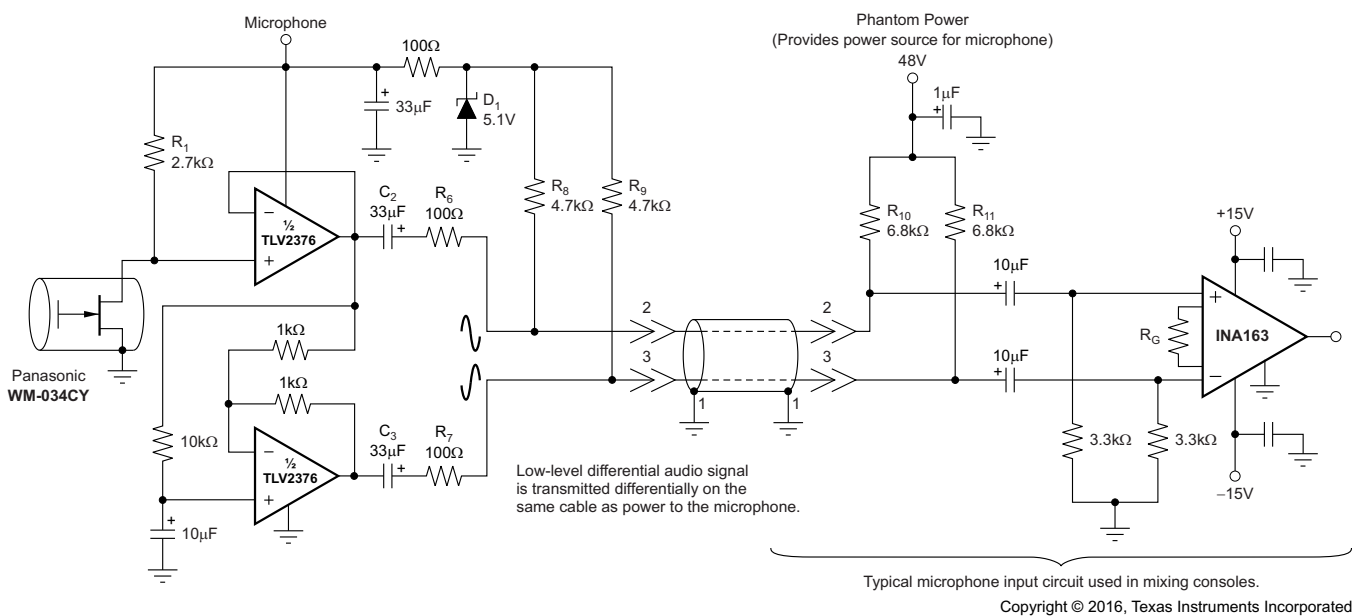 Microphone
100Ω
+
33μF
D1
5.1V
R1
2.7kΩ
Phantom Power
(Provides power source for microphone)
48V
1μF
+
R8
4.7kΩ
R9
4.7kΩ
R10
6.8kΩ
R11
6.8kΩ
+15V
−
½
TLV2376
+
C2
33μF
+
R6
100Ω
10μF
+
2
2
+
RG
INA163
−
1kΩ
Panasonic
WM-034CY
1kΩ
3
3
10μF
+
1
1
10kΩ
−
½
TLV2376
+
C3
33μF
+
R7
100Ω
3.3kΩ
3.3kΩ
−15V
+
10μF
Low-level differential audio signal
is transmitted differentially on the
same cable as power to the microphone.
Typical microphone input circuit used in mixing consoles.
Copyright © 2016, Texas Instruments Incorporated